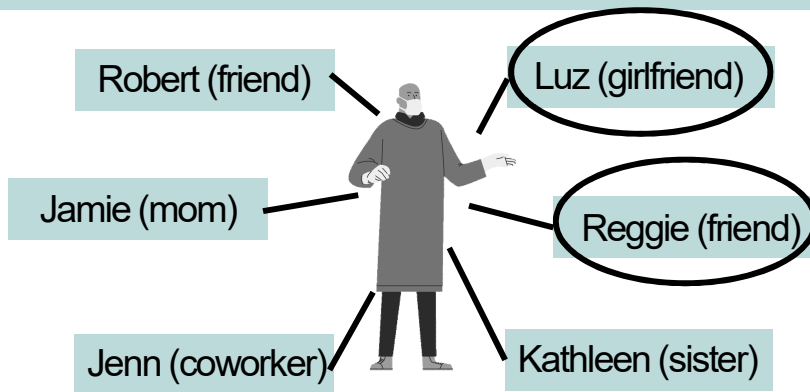 Robert (friend)
Luz (girlfriend)
Jamie (mom)
Reggie (friend)
Jenn (coworker)
Kathleen (sister)